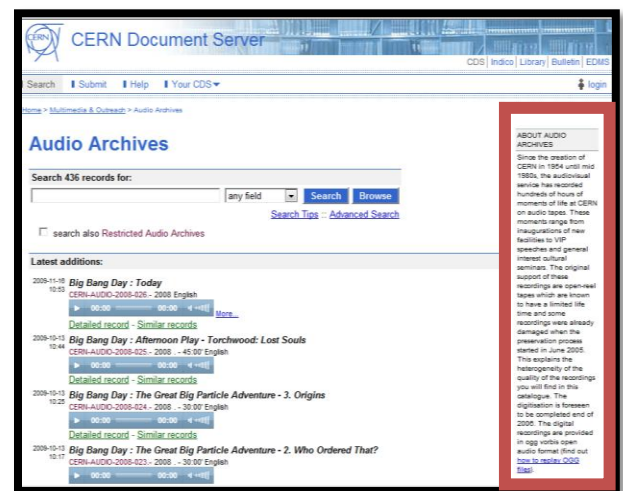 CERN
CERN Document Server
CDS | Indico | Library | Bulletin | EDMS
Search Submit Help Your CDS
login
Home > Multimedia & Outreach > Audio Archives
Audio Archives
Search 436 records for:
any field Search Browse
Search Tips :: Advanced Search
search also Restricted Audio Archives
Latest additions:
2009-11-16 Big Bang Day : Today
10:53 CERN-AUDIO-2008-026.- 2008 English
00:00 00:00 More...
Detailed record - Similar records
2009-10-13 Big Bang Day : Afternoon Play - Torchwood: Lost Souls
10:44 CERN-AUDIO-2008-025.- 2008 . - 45:00' English
00:00 00:00
Detailed record - Similar records
2009-10-13 Big Bang Day : The Great Big Particle Adventure - 3. Origins
10:25 CERN-AUDIO-2008-024.- 2008 . - 30:00' English
00:00 00:00
Detailed record - Similar records
2009-10-13 Big Bang Day : The Great Big Particle Adventure - 2. Who Ordered That?
10:17 CERN-AUDIO-2008-023.- 2008 . - 30:00' English
00:00 00:00
ABOUT AUDIO
ARCHIVES
Since the creation of
CERN in 1954 until mid
1980s, the audiovisual
service has recorded
hundreds of hours of
moments of life at CERN
on audio tapes. These
moments range from
inaugurations of new
facilities to VIP
speeches and general
interest cultural
seminars. The original
support of these
recordings are open-reel
tapes which are known
to have a limited life
time and some
recordings were already
damaged when the
preservation process
started in June 2005.
This explains the
heterogeneity of the
quality of the recordings
you will find in this
catalogue. The
digitisation is foreseen
to be completed end of
2006. The digital
recordings are provided
in ogg vorbis open
audio format (find out
how to replay OGG
files).